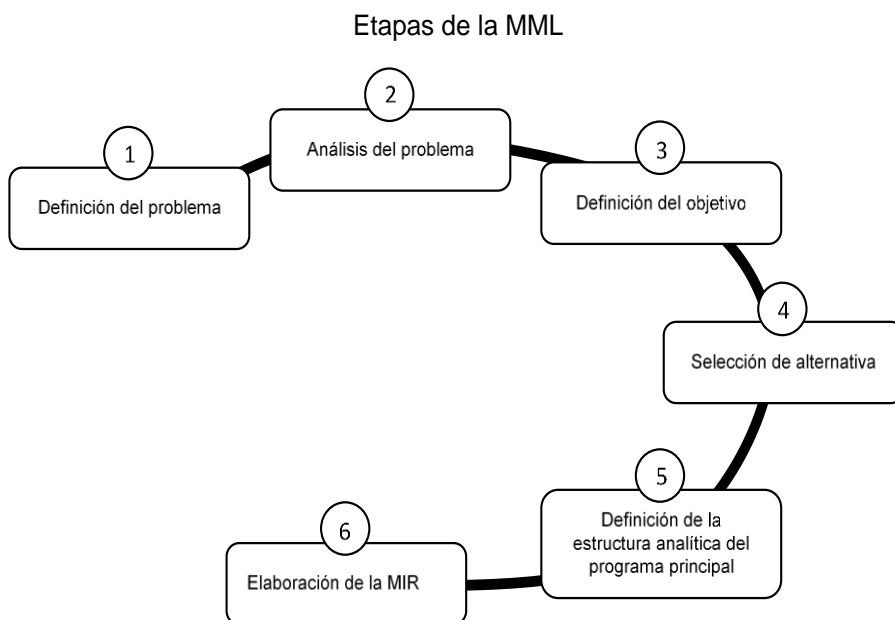 Etapas de la MML
1
Definición del problema
2
Análisis del problema
3
Definición del objetivo
4
Selección de alternativa
5
Definición de la
estructura analítica del
programa principal
6
Elaboración de la MIR